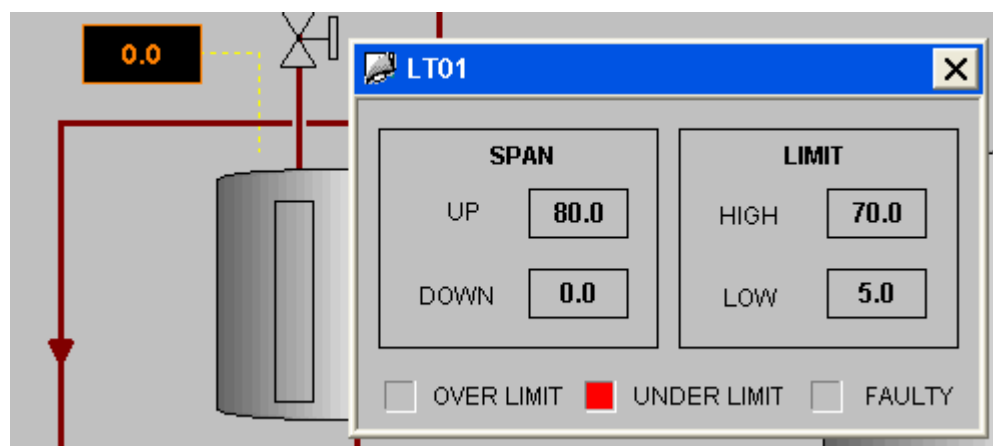 0.0
LT01
SPAN
UP 80.0
DOWN 0.0
LIMIT
HIGH 70.0
LOW 5.0
OVER LIMIT UNDER LIMIT FAULTY